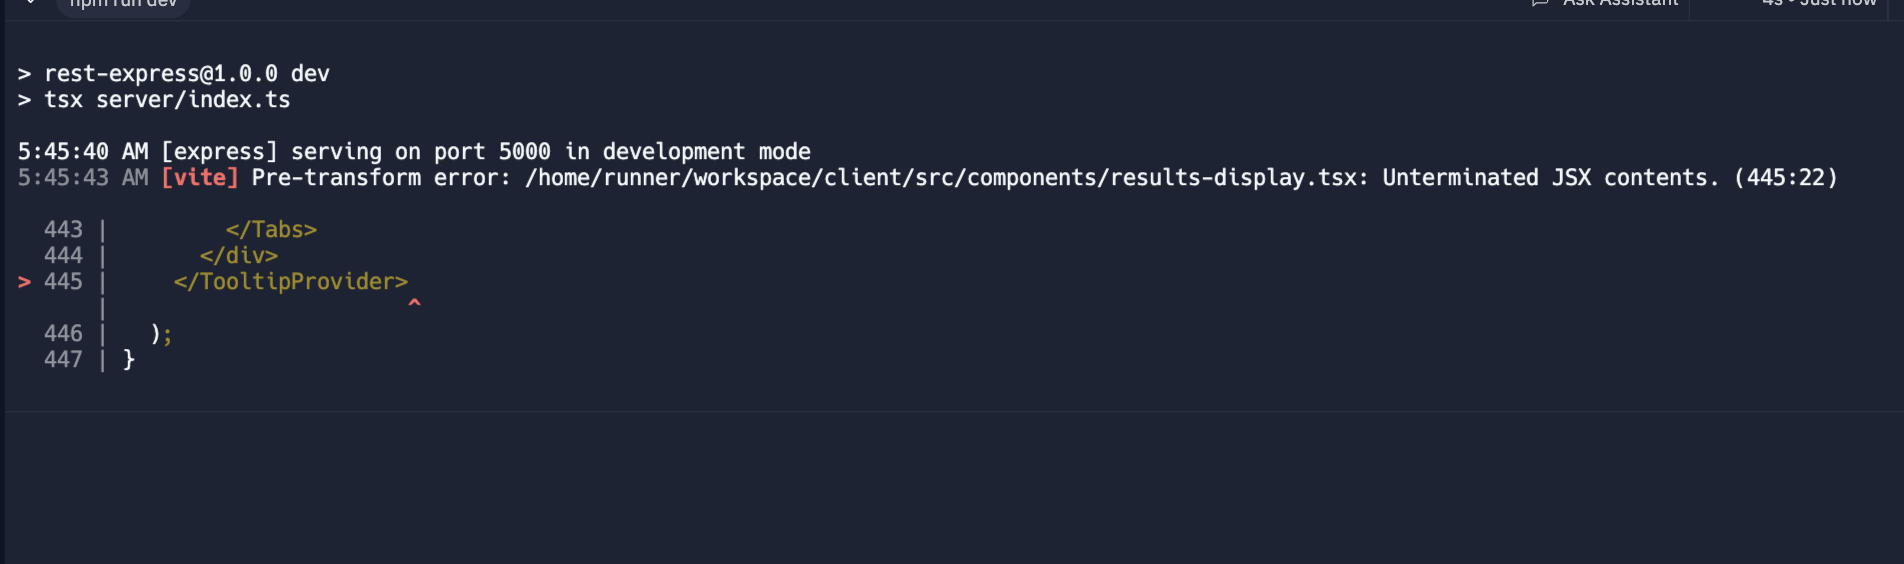 npm run dev
Ask Assistant
4s • Just now
> rest-express@1.0.0 dev
> tsx server/index.ts
5:45:40 AM [express] serving on port 5000 in development mode
5:45:43 AM [vite] Pre-transform error: /home/runner/workspace/client/src/components/results-display.tsx: Unterminated JSX contents. (445:22)
443 |         </Tabs>
444 |       </div>
> 445 |     </TooltipProvider>
|                       ^
446 |   );
447 | }